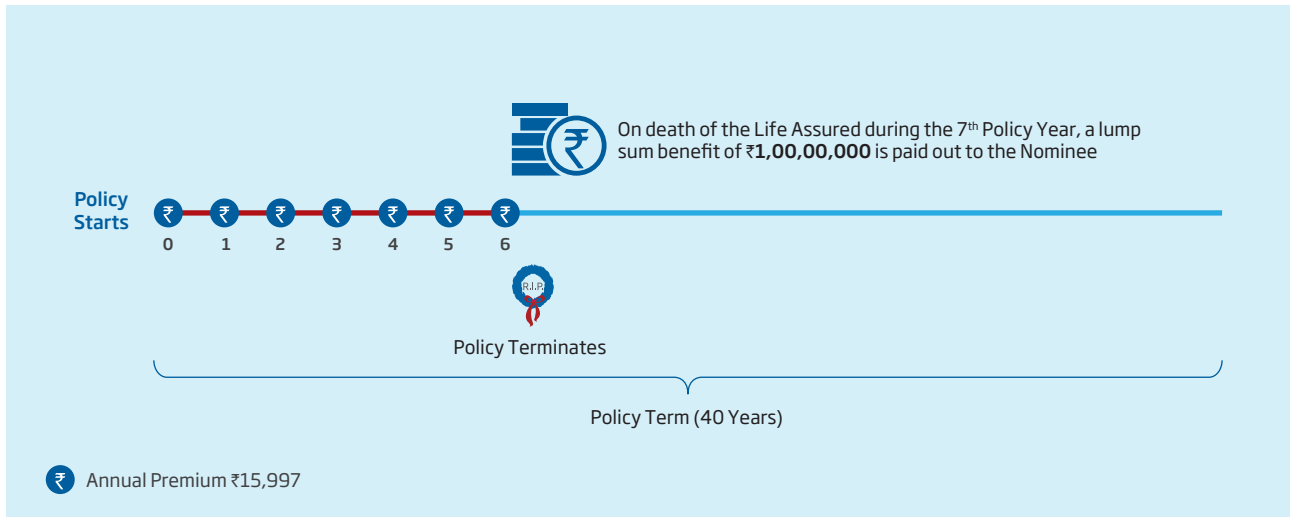 On death of the Life Assured during the 7th Policy Year, a lump
sum benefit of ₹1,00,00,000 is paid out to the Nominee
Policy
Starts
₹ ₹ ₹ ₹ ₹ ₹ ₹
0 1 2 3 4 5 6
R.I.P.
Policy Terminates
Policy Term (40 Years)
₹ Annual Premium ₹15,997